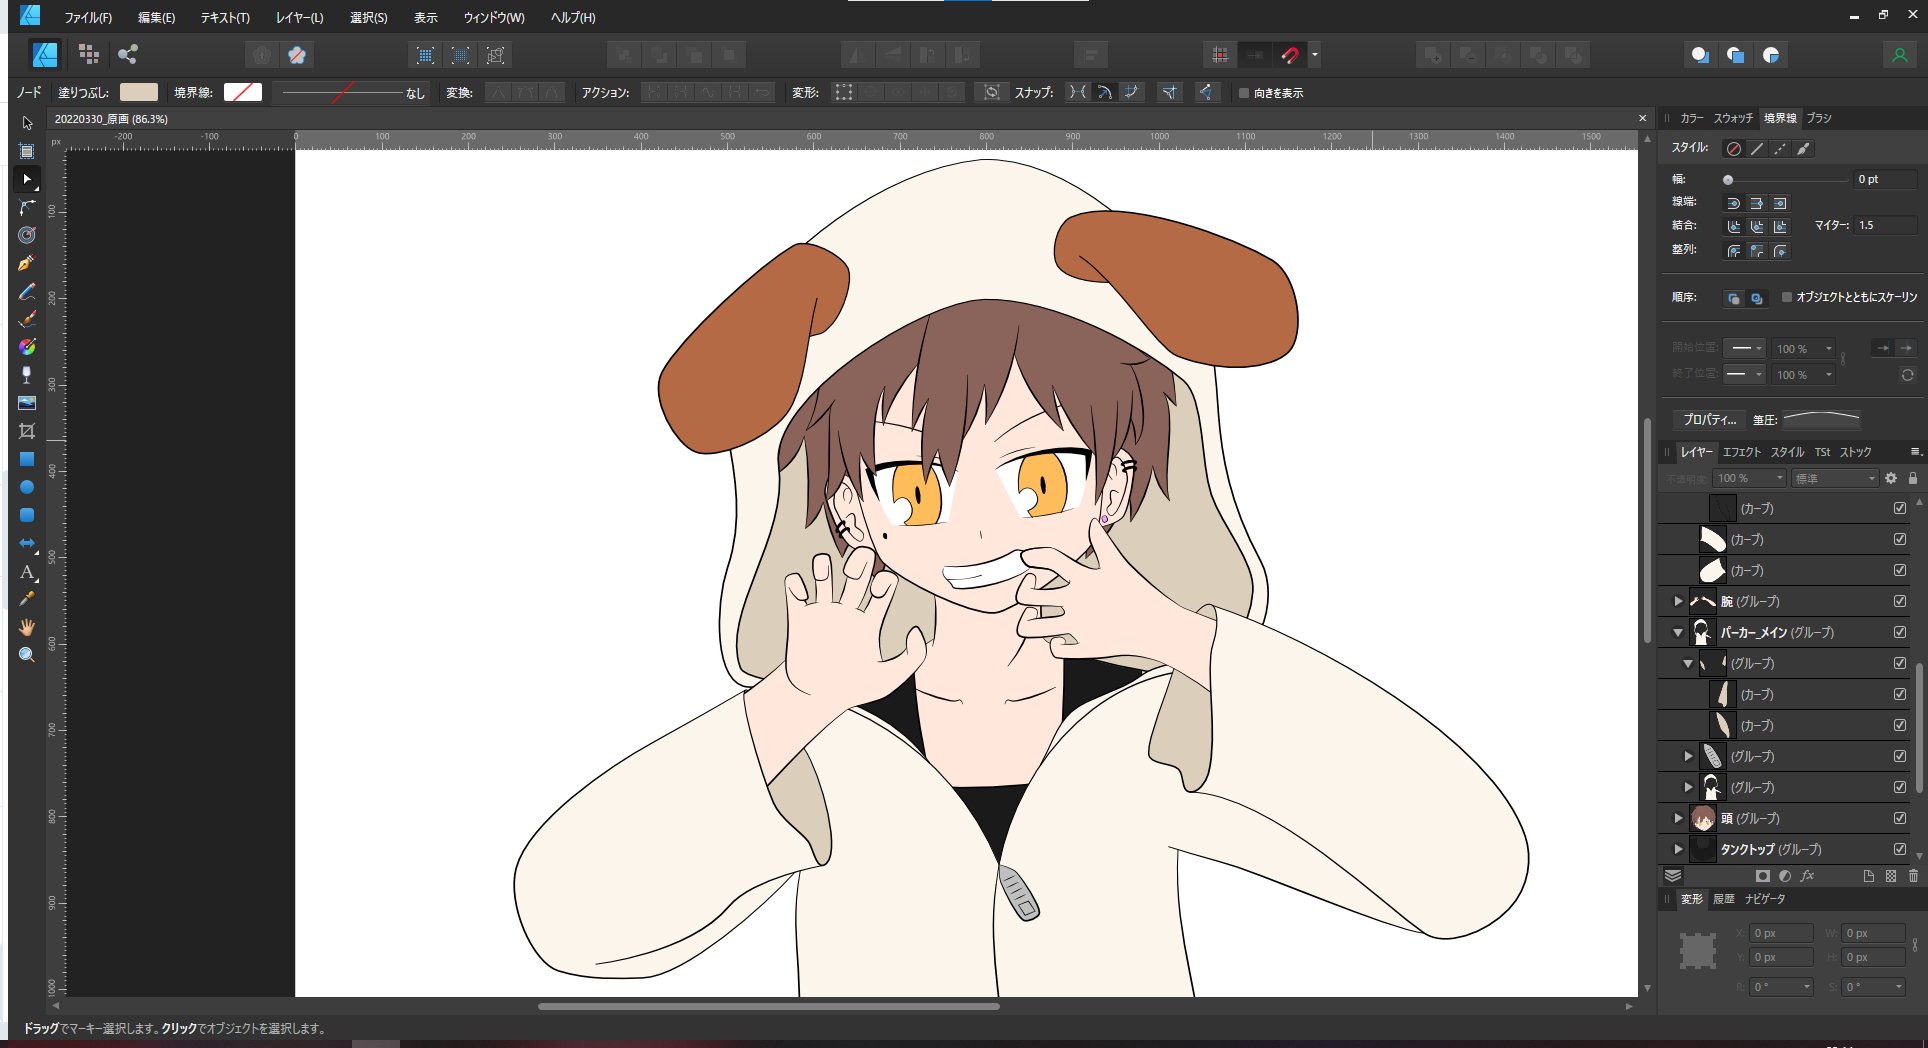 ファイル(F) 編集(E) テキスト(T) レイヤー(L) 選択(S) 表示 ウィンドウ(W) ヘルプ(H)
ノード 塗りつぶし: 境界線: なし 変換: アクション: 変形: スナップ: 向きを表示
20220330_原画 (86.3%)
px -200 -100 0 100 200 300 400 500 600 700 800 900 1000 1100 1200 1300 1400 1500
100
200
300
400
500
600
700
800
900
1000
カラー スウォッチ 境界線 ブラシ
スタイル:
幅: 0 pt
線端:
結合: マイター: 1.5
整列:
順序: オブジェクトとともにスケーリン
開始位置: 100 %
終了位置: 100 %
プロパティ... 筆圧:
レイヤー エフェクト スタイル TSt ストック
不透明度: 100 % 標準
(カーブ)
(カーブ)
(カーブ)
腕 (グループ)
パーカー_メイン (グループ)
(グループ)
(カーブ)
(カーブ)
(グループ)
(グループ)
頭 (グループ)
タンクトップ (グループ)
fx
変形 履歴 ナビゲータ
X: 0 px W: 0 px
Y: 0 px H: 0 px
R: 0 ° S: 0 °
ドラッグでマーキー選択します。クリックでオブジェクトを選択します。